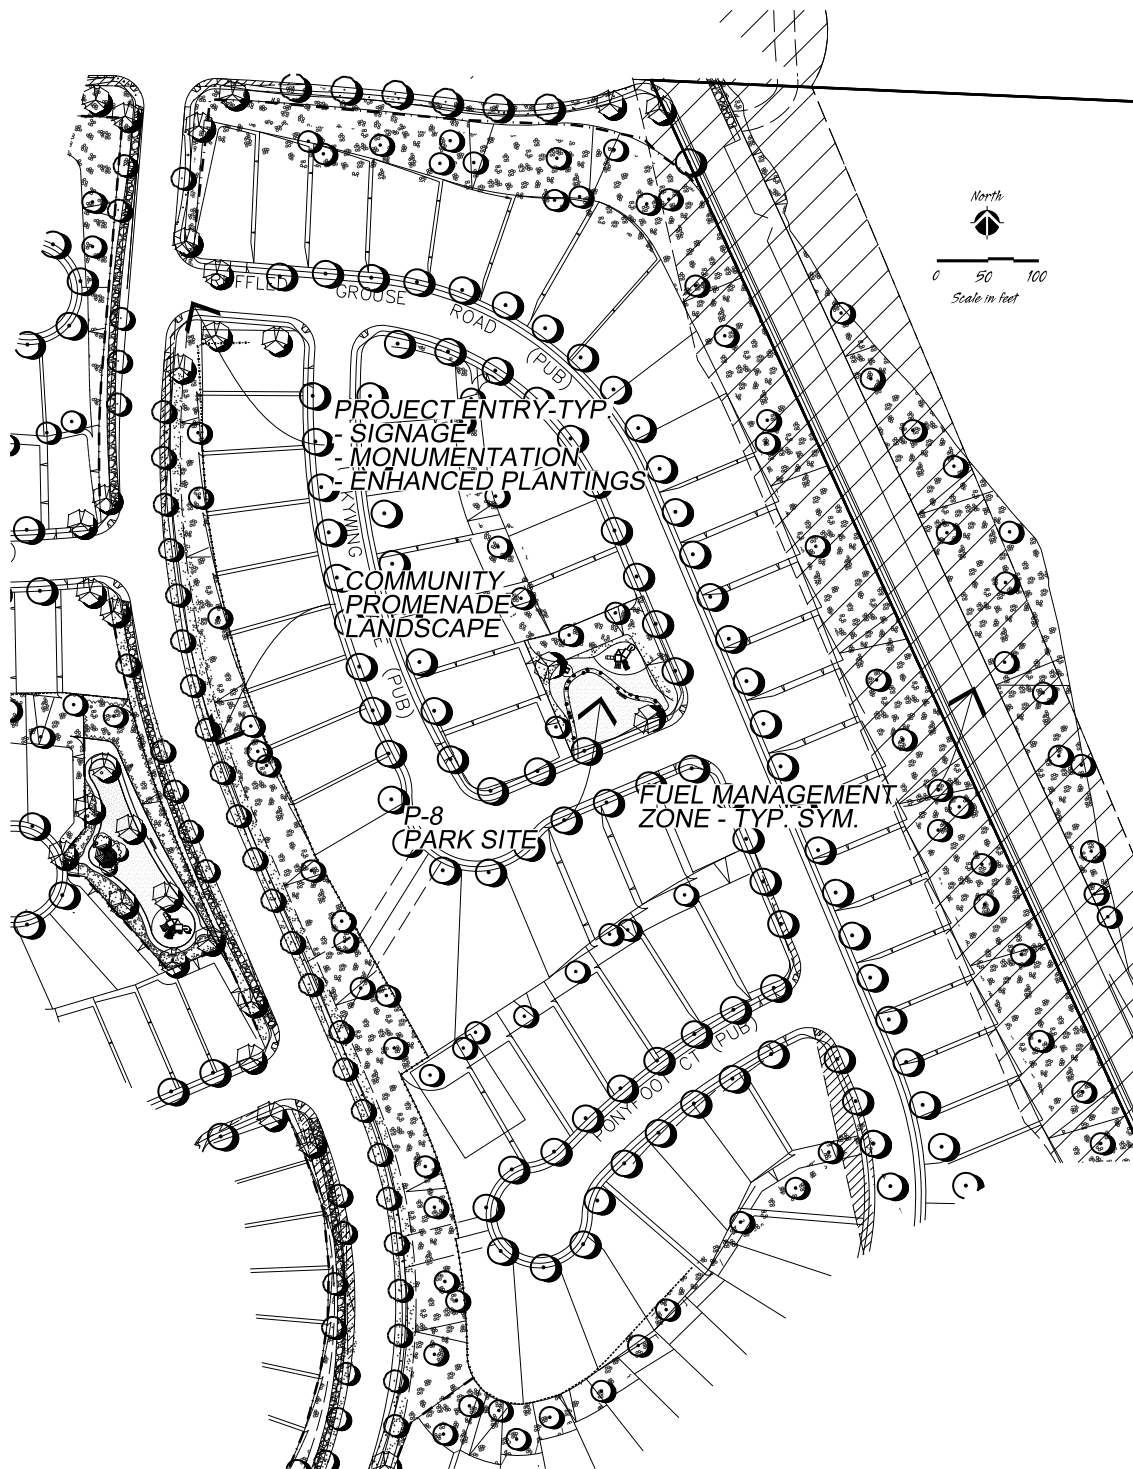 North
0 50 100
Scale in feet
GROUSE
ROAD
(PUB)
PROJECT ENTRY-TYP.
- SIGNAGE
- MONUMENTATION
- ENHANCED PLANTINGS
COMMUNITY
PROMENADE
LANDSCAPE
(PUB)
P-8
PARK SITE
FUEL MANAGEMENT
ZONE - TYP. SYM.
PONYFOOT CT (PUB)